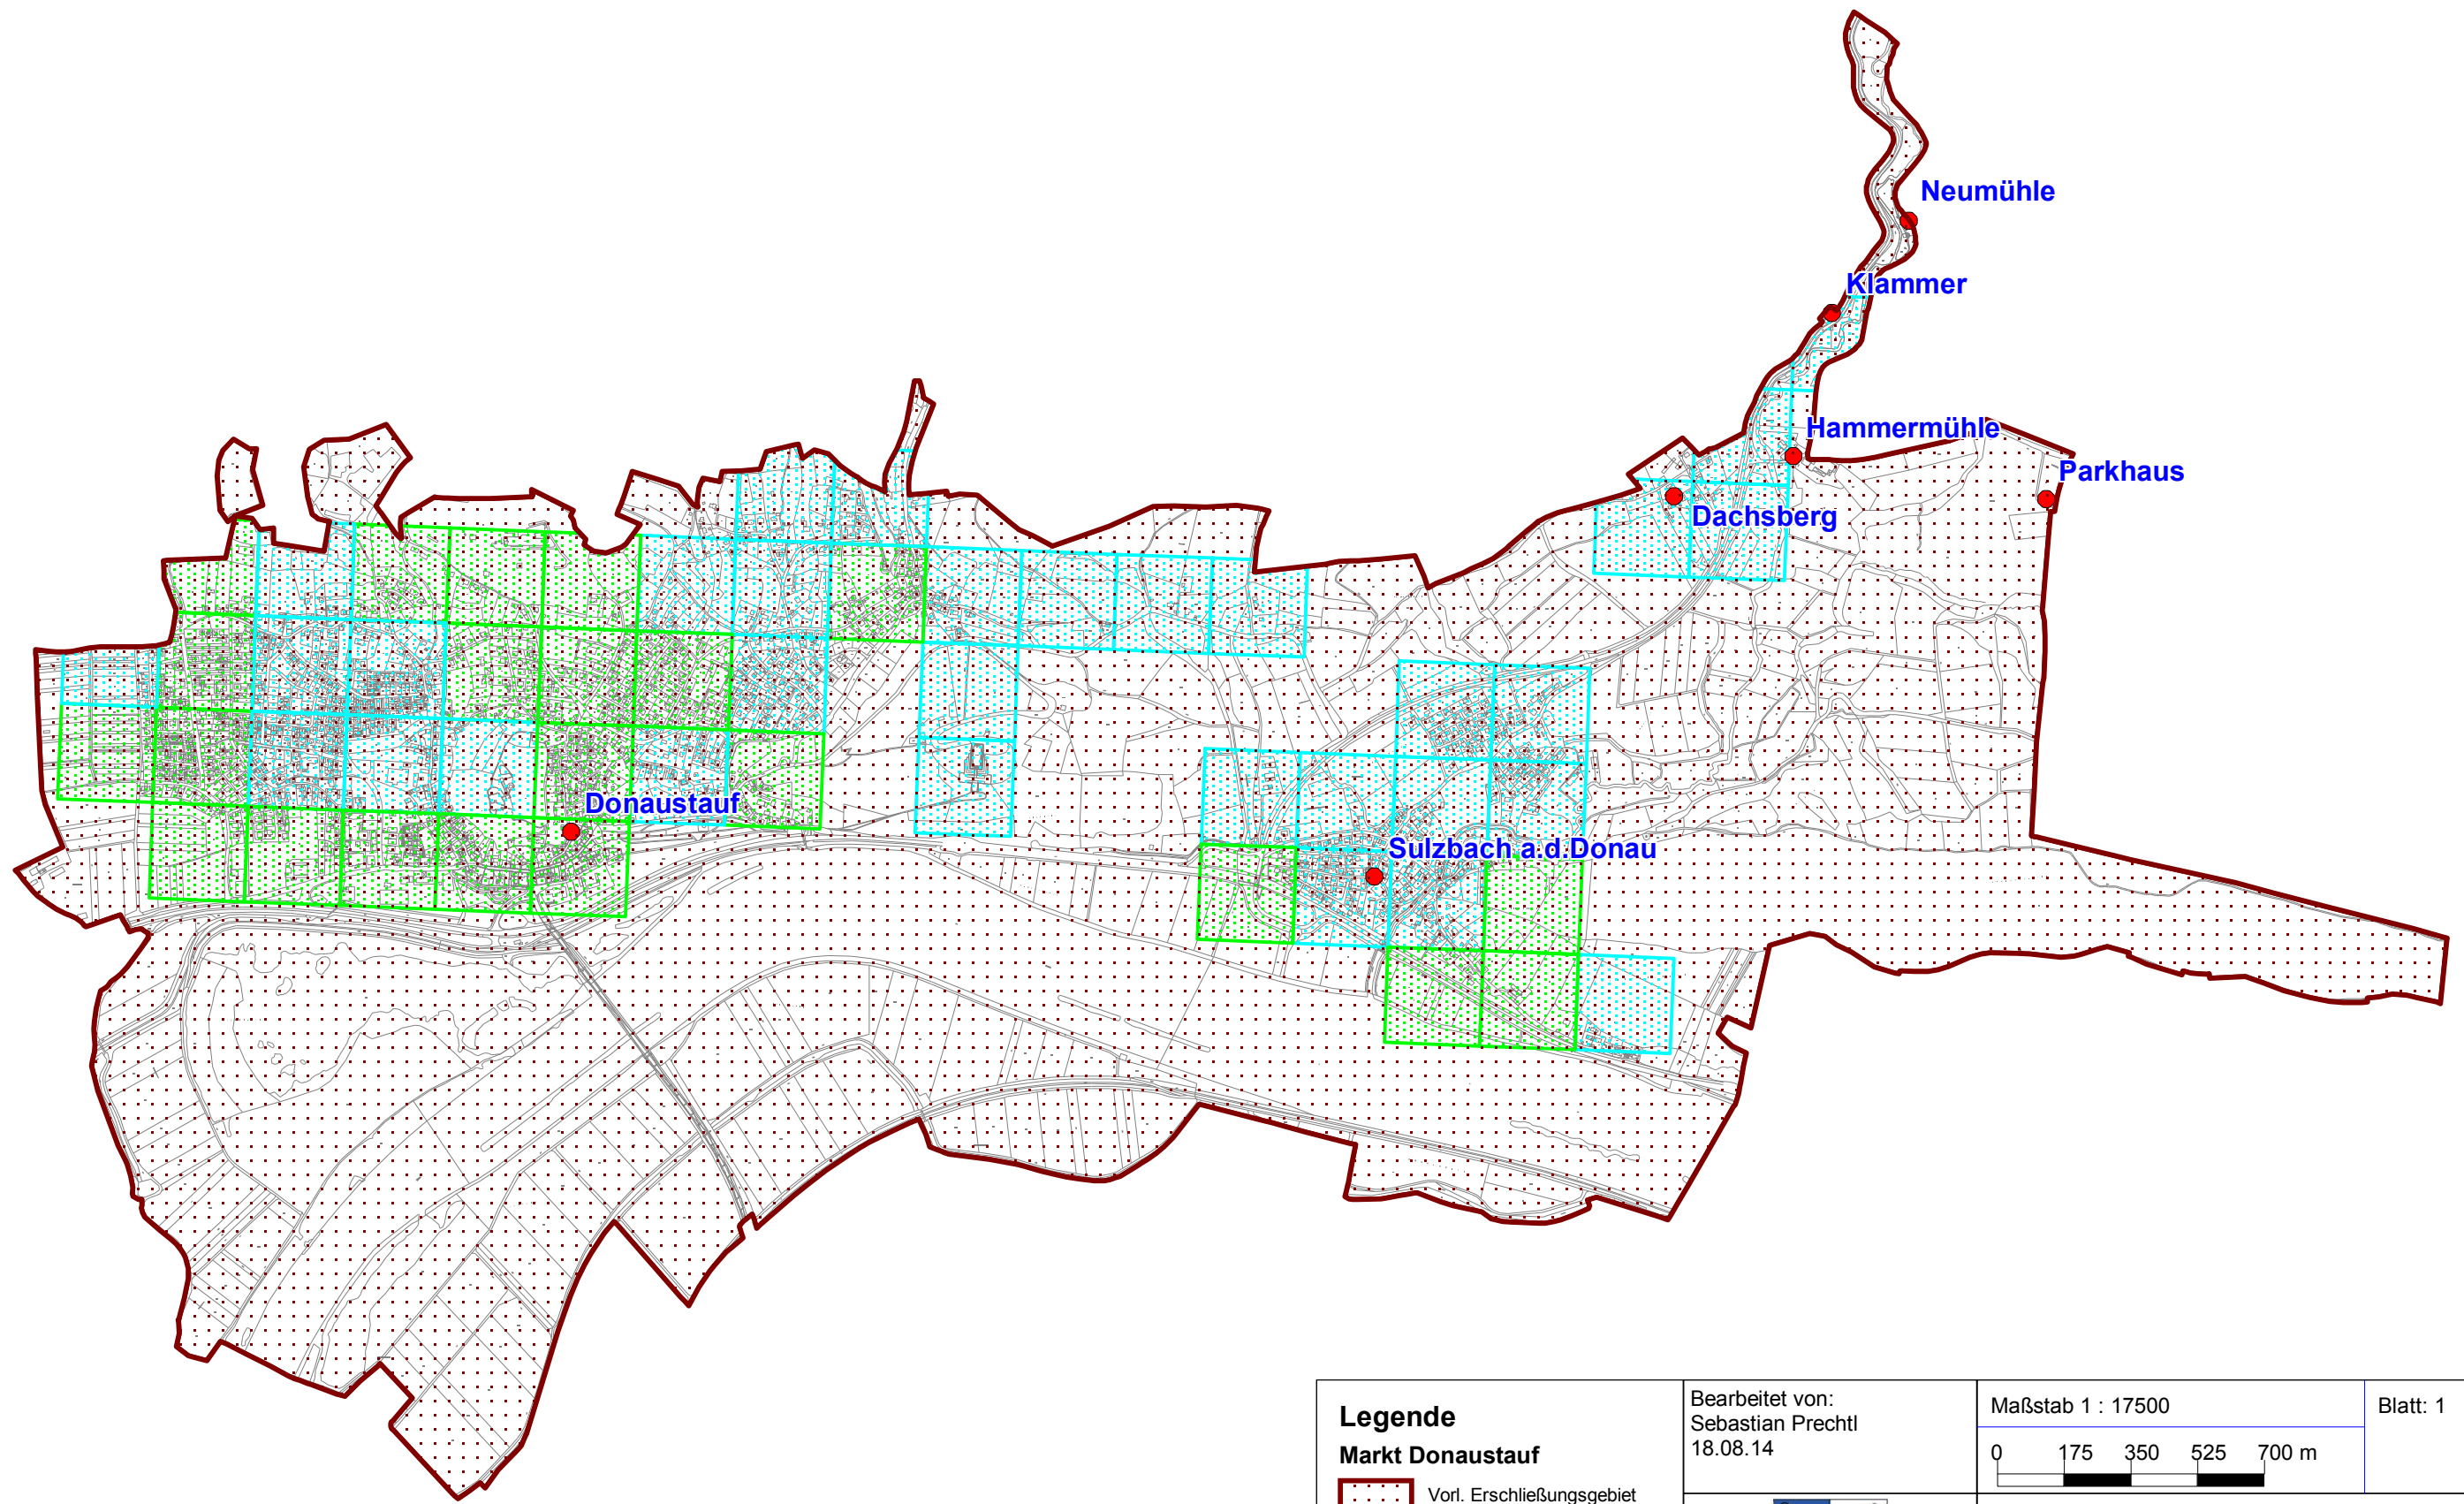 Neumühle
Klammer
Hammermühle
Parkhaus
Dachsberg
Donaustauf
Sulzbach a.d.Donau
Legende
Markt Donaustauf
Vorl. Erschließungsgebiet
Bearbeitet von:
Sebastian Prechtl
18.08.14
Maßstab 1 : 17500
0 175 350 525 700 m
Blatt: 1